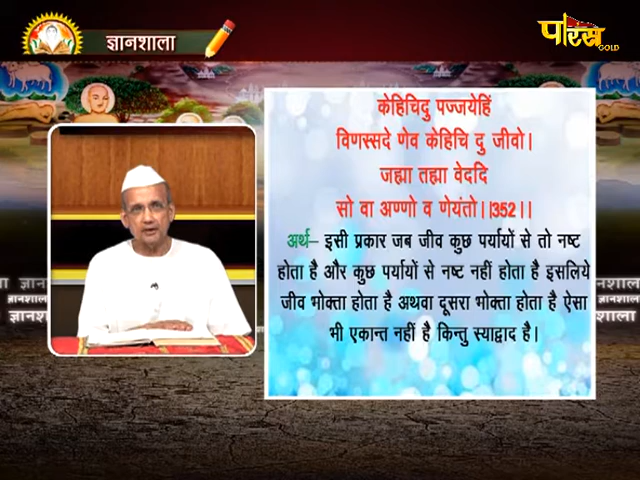 ज्ञानशाला
पारस
GOLD
केहिचिदु पज्जयेहिं
विणस्सदे णेव केहिचि दु जीवो।
जह्मा तह्मा वेददि
सो वा अण्णो व णेयंतो।।352।।
अर्थ– इसी प्रकार जब जीव कुछ पर्यायों से तो नष्ट
होता है और कुछ पर्यायों से नष्ट नहीं होता है इसलिये
जीव भोक्ता होता है अथवा दूसरा भोक्ता होता है ऐसा
भी एकान्त नहीं है किन्तु स्याद्वाद है।
ज्ञानशाला
ज्ञानशाला
ज्ञानशाला